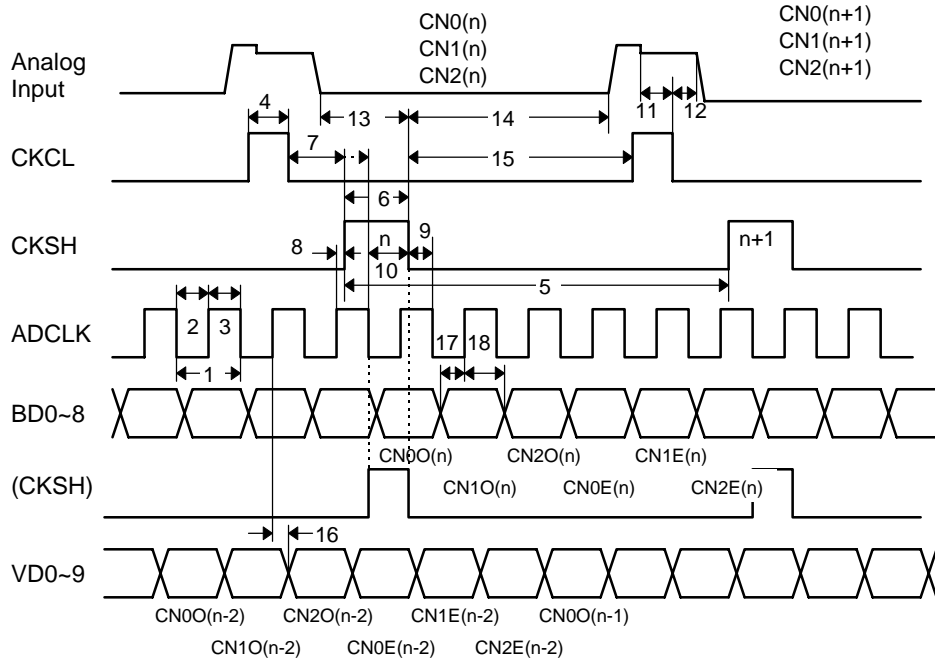 CN0(n)
CN1(n)
CN2(n)
CN0(n+1)
CN1(n+1)
CN2(n+1)
Analog
Input
4
13
14
11
12
7
15
CKCL
6
CKSH
8
n
9
n+1
10
5
ADCLK
2
3
17
18
1
BD0~8
CN0O(n)
CN2O(n)
CN1E(n)
(CKSH)
CN1O(n)
CN0E(n)
CN2E(n)
16
VD0~9
CN0O(n-2)
CN2O(n-2)
CN1E(n-2)
CN0O(n-1)
CN1O(n-2)
CN0E(n-2)
CN2E(n-2)